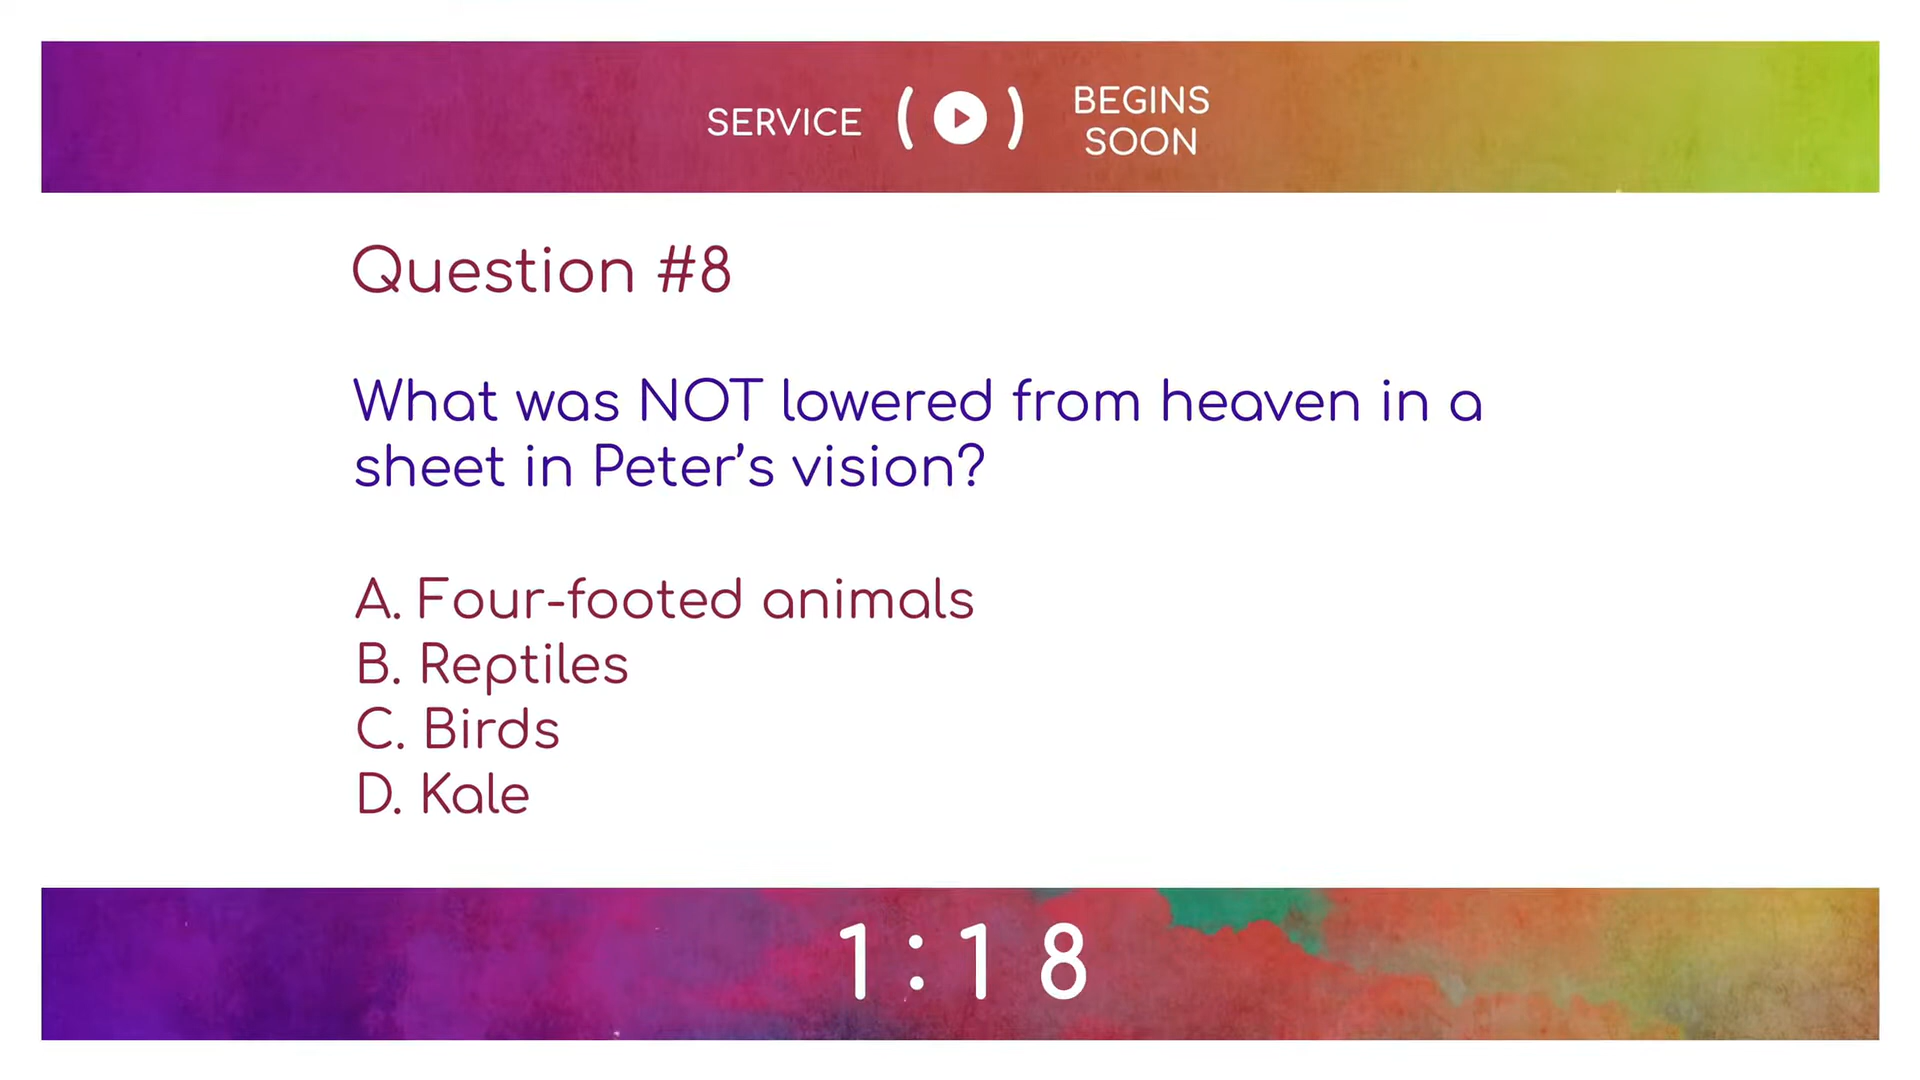 SERVICE
BEGINS
SOON
Question #8
What was NOT lowered from heaven in a
sheet in Peter’s vision?
A. Four-footed animals
B. Reptiles
C. Birds
D. Kale
1:18